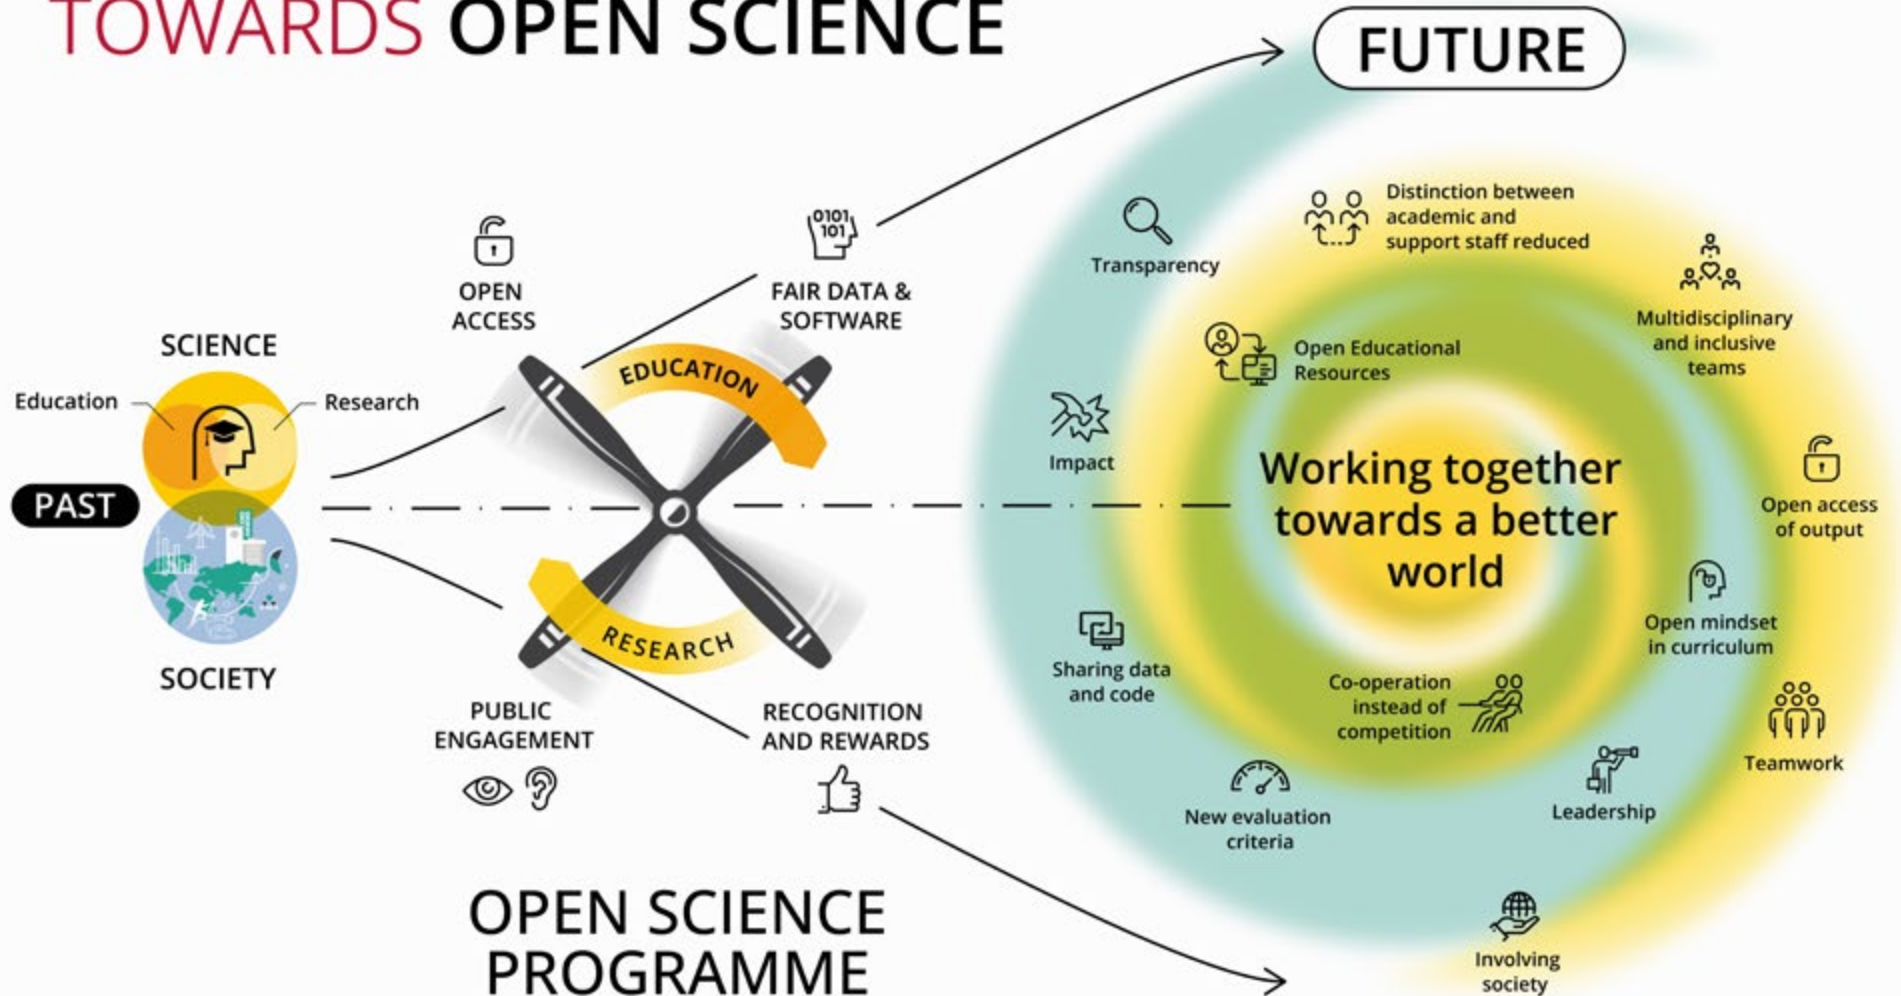 TOWARDS OPEN SCIENCE
FUTURE
PAST
SCIENCE
Education
Research
SOCIETY
OPEN
ACCESS
FAIR DATA &
SOFTWARE
0101
101
EDUCATION
RESEARCH
PUBLIC
ENGAGEMENT
RECOGNITION
AND REWARDS
OPEN SCIENCE
PROGRAMME
Transparency
Distinction between
academic and
support staff reduced
Multidisciplinary
and inclusive
teams
Open Educational
Resources
Impact
Working together
towards a better
world
Open access
of output
Open mindset
in curriculum
Sharing data
and code
Co-operation
instead of
competition
Teamwork
New evaluation
criteria
Leadership
Involving
society